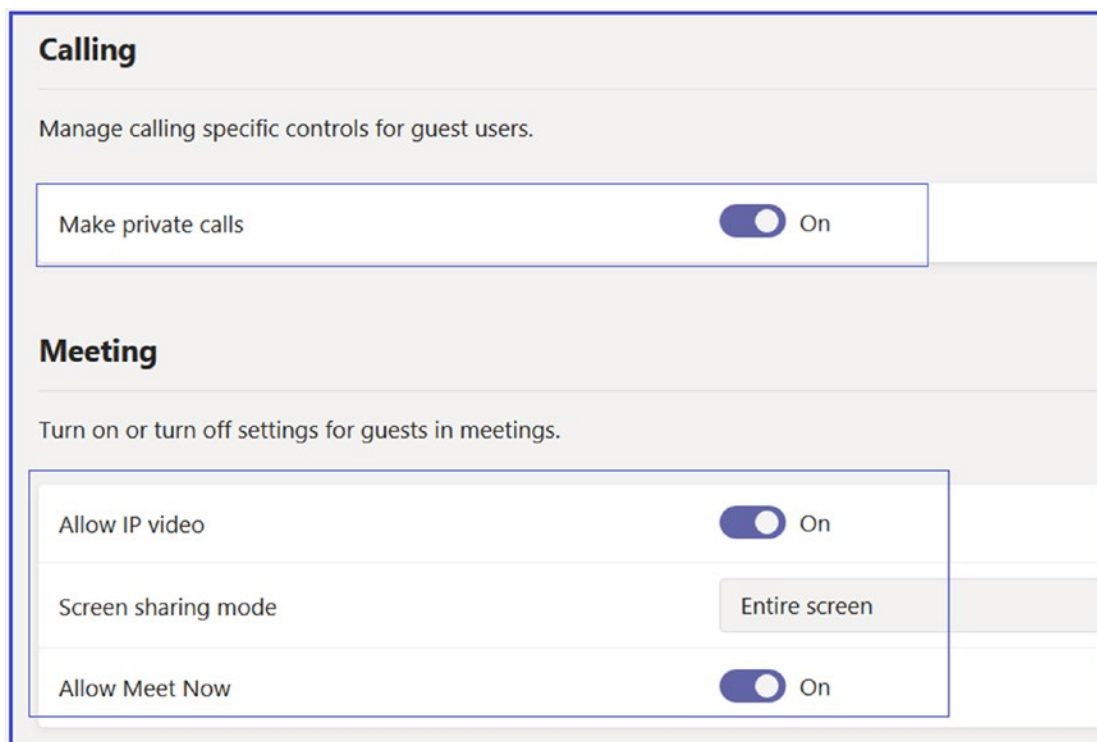 Calling
Manage calling specific controls for guest users.
Make private calls On
Meeting
Turn on or turn off settings for guests in meetings.
Allow IP video On
Screen sharing mode Entire screen
Allow Meet Now On